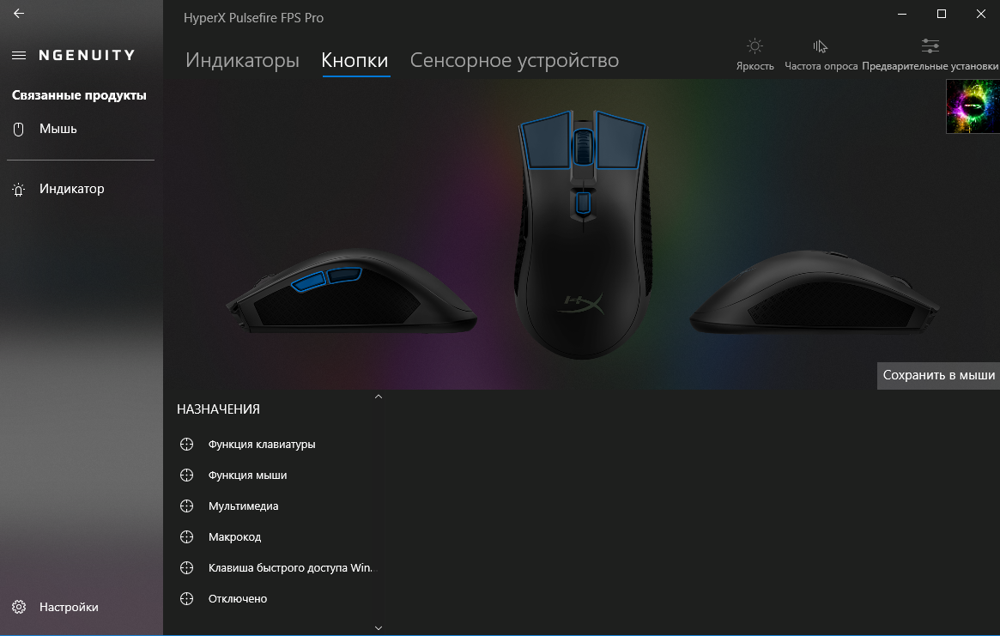 HyperX Pulsefire FPS Pro
NGENUITY
Индикаторы Кнопки Сенсорное устройство
Яркость Частота опроса Предварительные установки
Связанные продукты
Мышь
Индикатор
Сохранить в мыши
НАЗНАЧЕНИЯ
Функция клавиатуры
Функция мыши
Мультимедиа
Макрокод
Клавиша быстрого доступа Win...
Отключено
Настройки